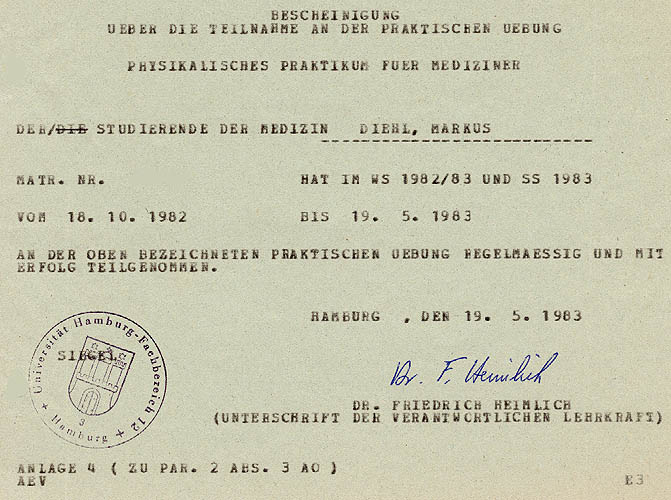 BESCHEINIGUNG
UEBER DIE TEILNAHME AN DER PRAKTISCHEN UEBUNG
PHYSIKALISCHES PRAKTIKUM FUER MEDIZINER
DER/DIE STUDIERENDE DER MEDIZIN DIEHL, MARKUS
MATR. NR. HAT IM WS 1982/83 UND SS 1983
VOM 18. 10. 1982 BIS 19. 5. 1983
AN DER OBEN BEZEICHNETEN PRAKTISCHEN UEBUNG REGELMAESSIG UND MIT
ERFOLG TEILGENOMMEN.
HAMBURG , DEN 19. 5. 1983
Universität Hamburg-Fachbezeich 12
SIEGEL
3
Hamburg
Dr. F. Heimlich
DR. FRIEDRICH HEIMLICH
(UNTERSCHRIFT DER VERANTWORTLICHEN LEHRKRAFT)
ANLAGE 4 ( ZU PAR. 2 ABS. 3 AO )
AEV E3